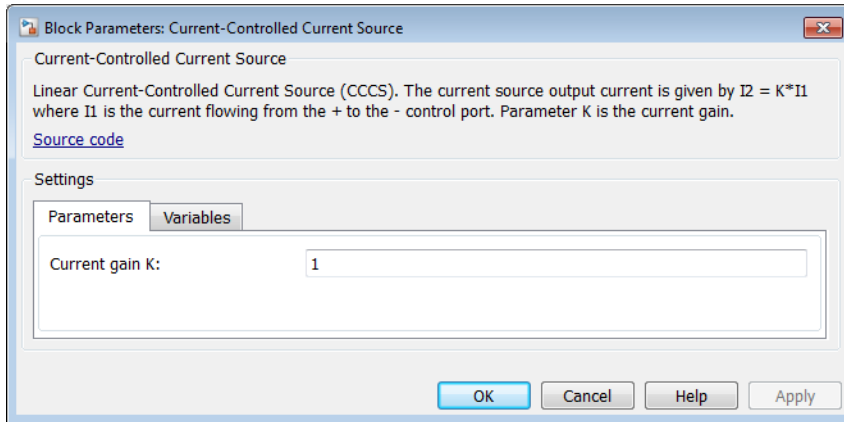 Block Parameters: Current-Controlled Current Source
Current-Controlled Current Source
Linear Current-Controlled Current Source (CCCS). The current source output current is given by I2 = K*I1
where I1 is the current flowing from the + to the - control port. Parameter K is the current gain.
Source code
Settings
Parameters Variables
Current gain K: 1
OK Cancel Help Apply